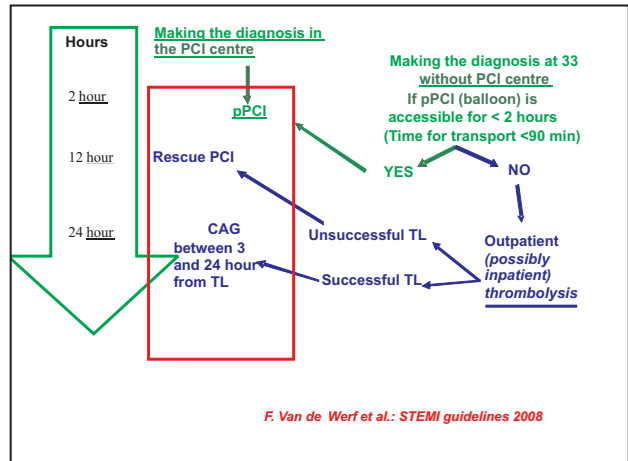 Hours
2 hour
12 hour
24 hour
Making the diagnosis in
the PCI centre
pPCI
Rescue PCI
CAG
between 3
and 24 hour
from TL
Making the diagnosis at 33
without PCI centre
If pPCI (balloon) is
accessible for < 2 hours
(Time for transport <90 min)
YES
NO
Unsuccessful TL
Successful TL
Outpatient
(possibly
inpatient)
thrombolysis
F. Van de Werf et al.: STEMI guidelines 2008